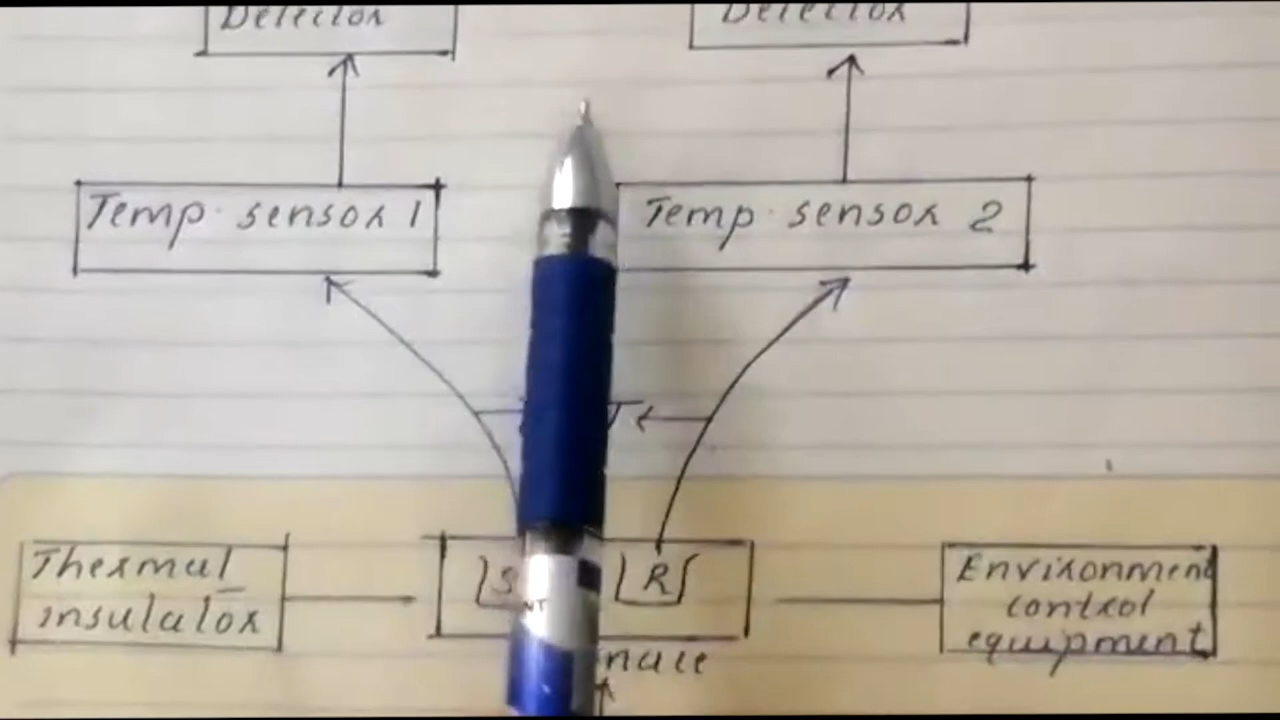 Detector
Detector
Temp. sensor 1
Temp. sensor 2
T
Thermal
insulator
S
R
Environment
control
equipment